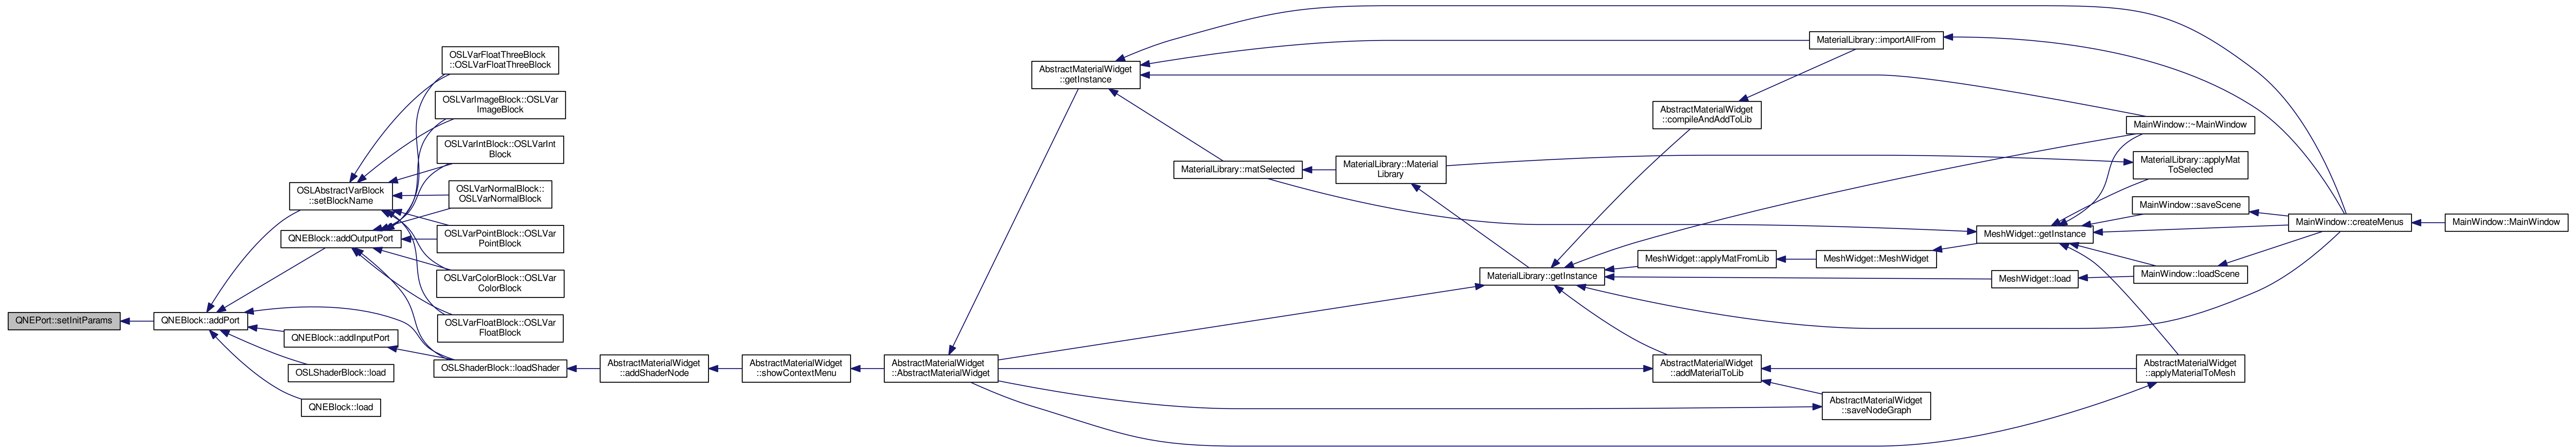 QNEPort::setInitParams
QNEBlock::addPort
OSLAbstractVarBlock
::setBlockName
QNEBlock::addOutputPort
QNEBlock::addInputPort
OSLShaderBlock::load
QNEBlock::load
OSLVarFloatThreeBlock
::OSLVarFloatThreeBlock
OSLVarImageBlock::OSLVar
ImageBlock
OSLVarIntBlock::OSLVarInt
Block
OSLVarNormalBlock::
OSLVarNormalBlock
OSLVarPointBlock::OSLVar
PointBlock
OSLVarColorBlock::OSLVar
ColorBlock
OSLVarFloatBlock::OSLVar
FloatBlock
OSLShaderBlock::loadShader
AbstractMaterialWidget
::addShaderNode
AbstractMaterialWidget
::showContextMenu
AbstractMaterialWidget
::AbstractMaterialWidget
AbstractMaterialWidget
::getInstance
MaterialLibrary::matSelected
MaterialLibrary::Material
Library
MaterialLibrary::getInstance
AbstractMaterialWidget
::compileAndAddToLib
MeshWidget::applyMatFromLib
AbstractMaterialWidget
::addMaterialToLib
MaterialLibrary::importAllFrom
MeshWidget::MeshWidget
AbstractMaterialWidget
::saveNodeGraph
MeshWidget::getInstance
MeshWidget::load
MainWindow::~MainWindow
MaterialLibrary::applyMat
ToSelected
MainWindow::saveScene
MainWindow::loadScene
AbstractMaterialWidget
::applyMaterialToMesh
MainWindow::createMenus
MainWindow::MainWindow